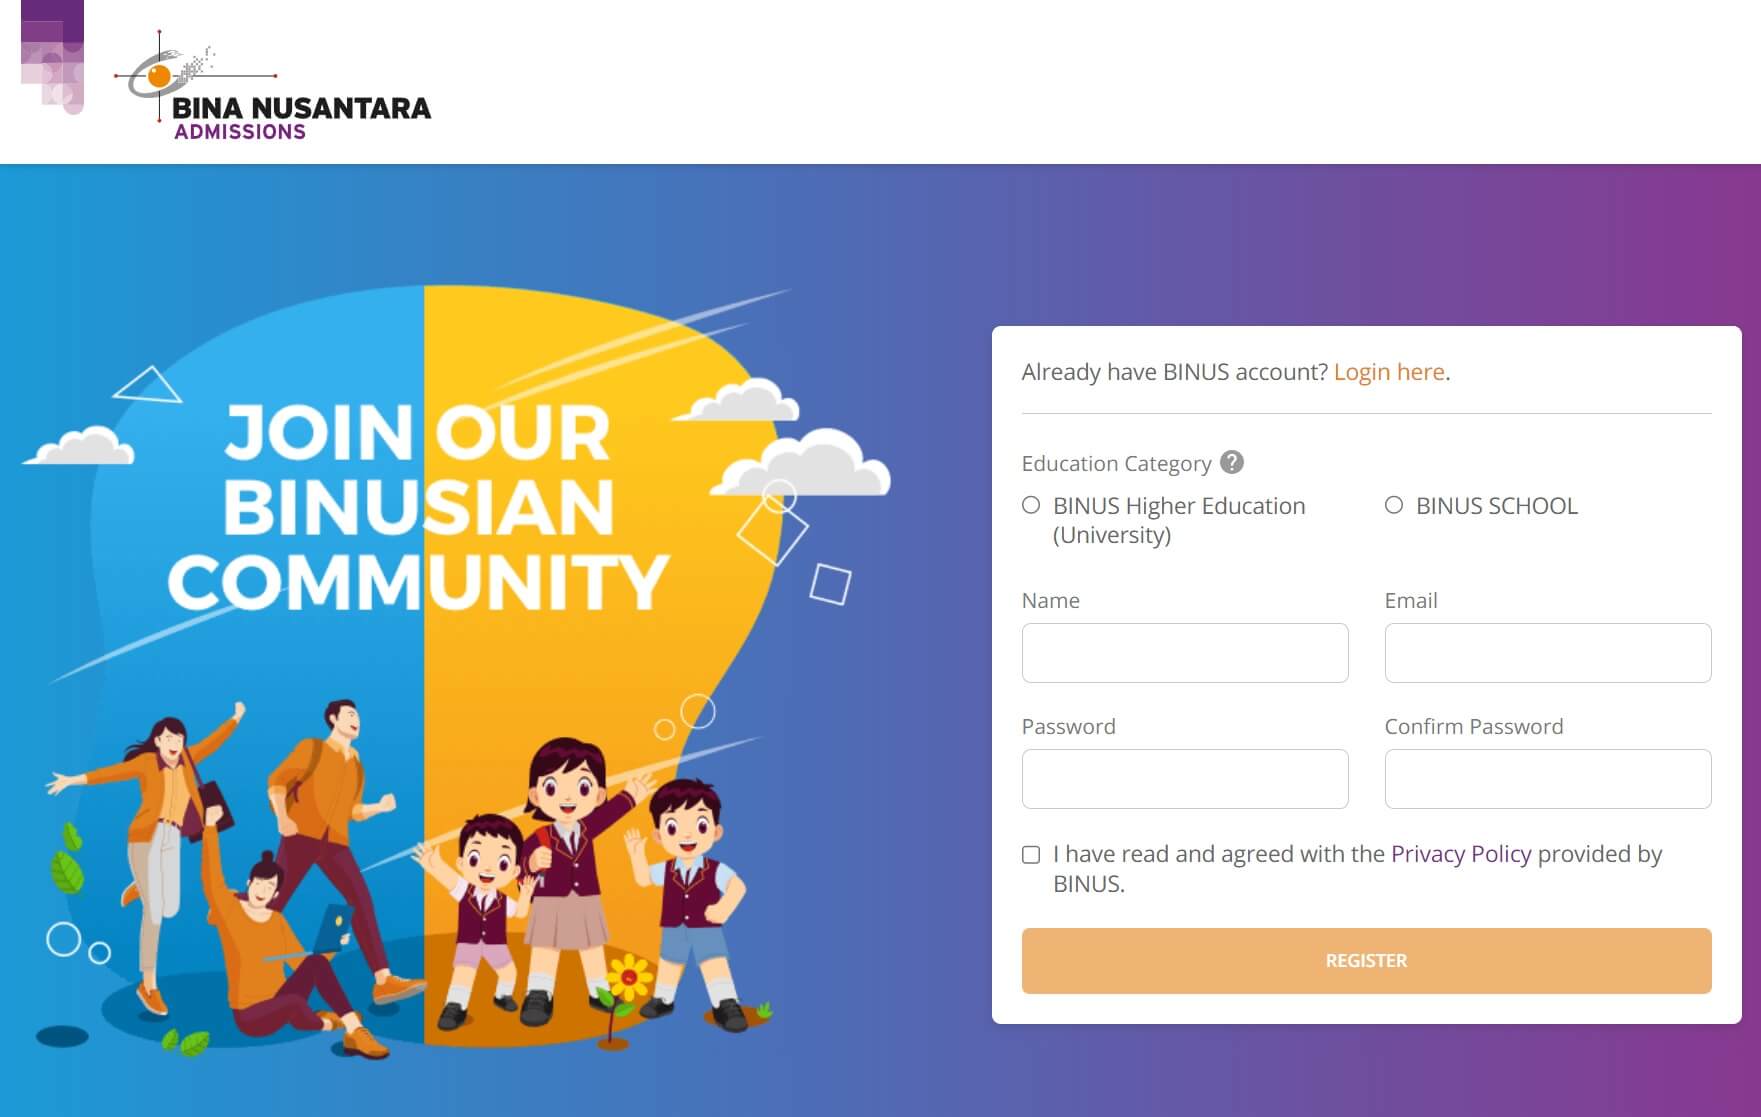 BINA NUSANTARA
ADMISSIONS
JOIN OUR
BINUSIAN
COMMUNITY
Already have BINUS account? Login here.
Education Category ?
BINUS Higher Education
(University)
BINUS SCHOOL
Name
Email
Password
Confirm Password
I have read and agreed with the Privacy Policy provided by
BINUS.
REGISTER